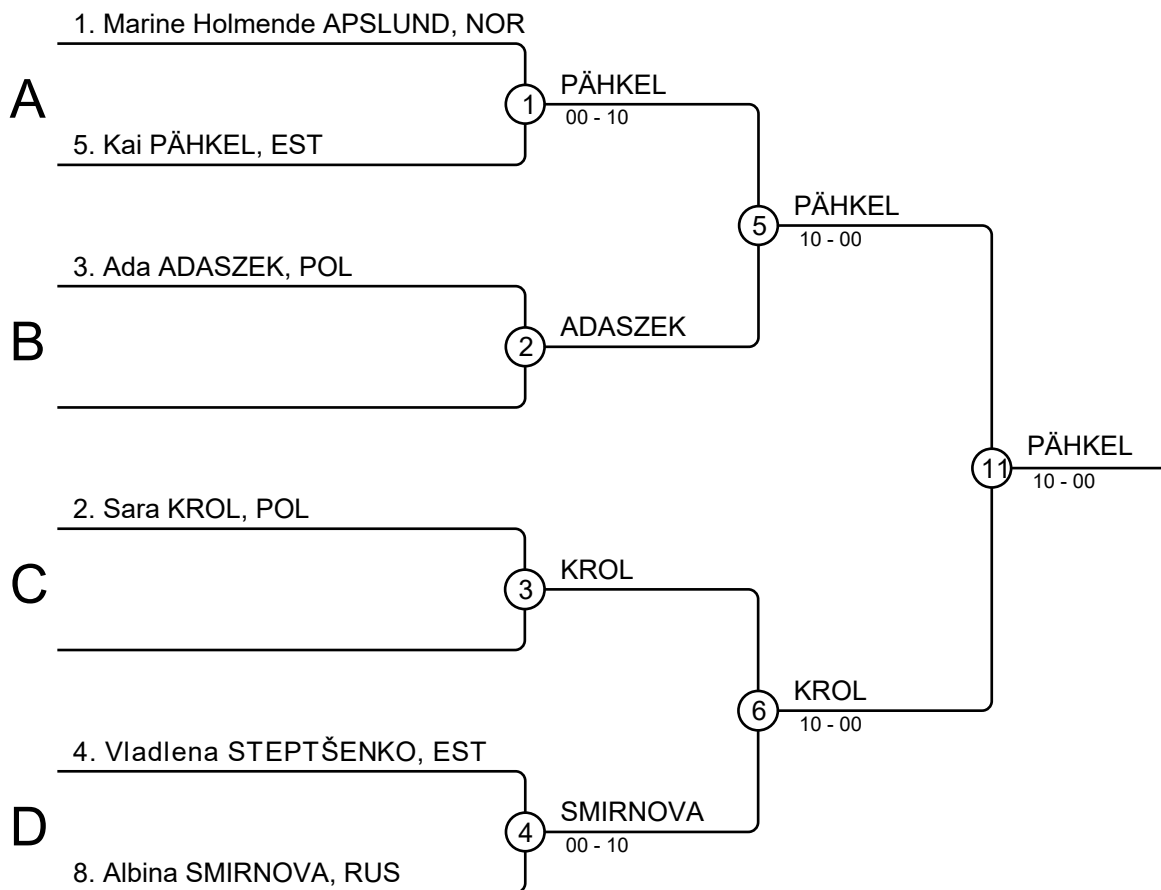 1. Marine Holmende APSLUND, NOR
A
1
PÄHKEL
00 - 10
5. Kai PÄHKEL, EST
5
PÄHKEL
10 - 00
3. Ada ADASZEK, POL
B
2
ADASZEK
11
PÄHKEL
10 - 00
2. Sara KROL, POL
C
3
KROL
6
KROL
10 - 00
4. Vladlena STEPTŠENKO, EST
D
4
SMIRNOVA
00 - 10
8. Albina SMIRNOVA, RUS